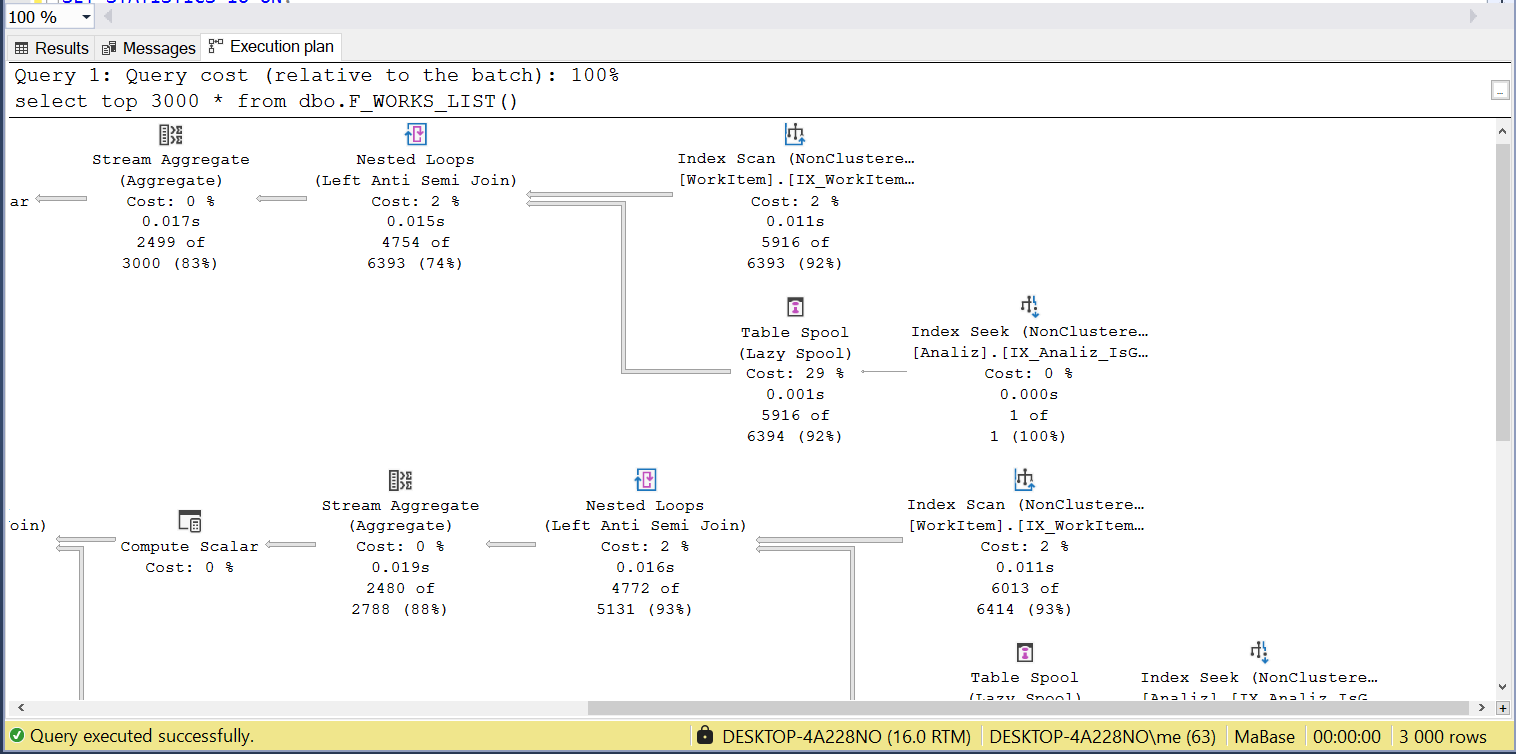 100 %
Results Messages Execution plan
Query 1: Query cost (relative to the batch): 100%
select top 3000 * from dbo.F_WORKS_LIST()
ar
Stream Aggregate
(Aggregate)
Cost: 0 %
0.017s
2499 of
3000 (83%)
Nested Loops
(Left Anti Semi Join)
Cost: 2 %
0.015s
4754 of
6393 (74%)
Index Scan (NonClustere…
[WorkItem].[IX_WorkItem…
Cost: 2 %
0.011s
5916 of
6393 (92%)
Table Spool
(Lazy Spool)
Cost: 29 %
0.001s
5916 of
6394 (92%)
Index Seek (NonClustere…
[Analiz].[IX_Analiz_IsG…
Cost: 0 %
0.000s
1 of
1 (100%)
oin)
Compute Scalar
Cost: 0 %
Stream Aggregate
(Aggregate)
Cost: 0 %
0.019s
2480 of
2788 (88%)
Nested Loops
(Left Anti Semi Join)
Cost: 2 %
0.016s
4772 of
5131 (93%)
Index Scan (NonClustere…
[WorkItem].[IX_WorkItem…
Cost: 2 %
0.011s
6013 of
6414 (93%)
Table Spool
(Lazy Spool)
Index Seek (NonClustere…
[Analiz].[IX_Analiz_IsG
Query executed successfully.
DESKTOP-4A228NO (16.0 RTM)
DESKTOP-4A228NO\me (63)
MaBase
00:00:00
3 000 rows